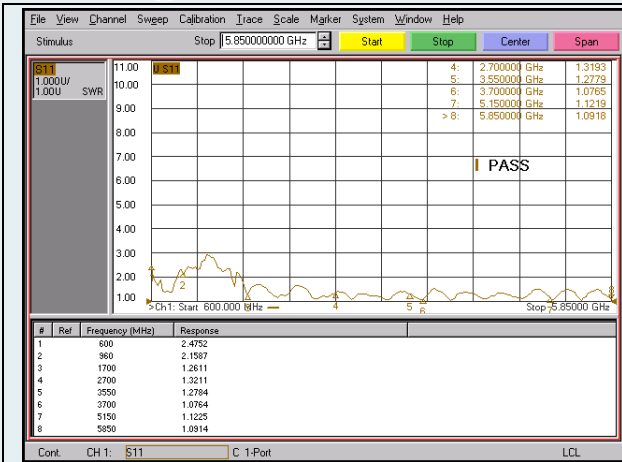 File View Channel Sweep Calibration Trace Scale Marker System Window Help
Stimulus Stop 5.850000000 GHz Start Stop Center Span
S11
1.000U/
1.00U SWR
11.00 U S11
10.00
9.00
8.00
7.00
6.00
5.00
4.00
3.00
2.00
1.00
4: 2.700000 GHz 1.3193
5: 3.550000 GHz 1.2779
6: 3.700000 GHz 1.0765
7: 5.150000 GHz 1.1219
> 8: 5.850000 GHz 1.0918
PASS
2 3 4 5 6 7 8
>Ch1: Start 600.000 MHz Stop 5.85000 GHz
# Ref Frequency (MHz) Response
1 600 2.4752
2 960 2.1587
3 1700 1.2611
4 2700 1.3211
5 3550 1.2784
6 3700 1.0764
7 5150 1.1225
8 5850 1.0914
Cont. CH 1: S11 C 1-Port LCL